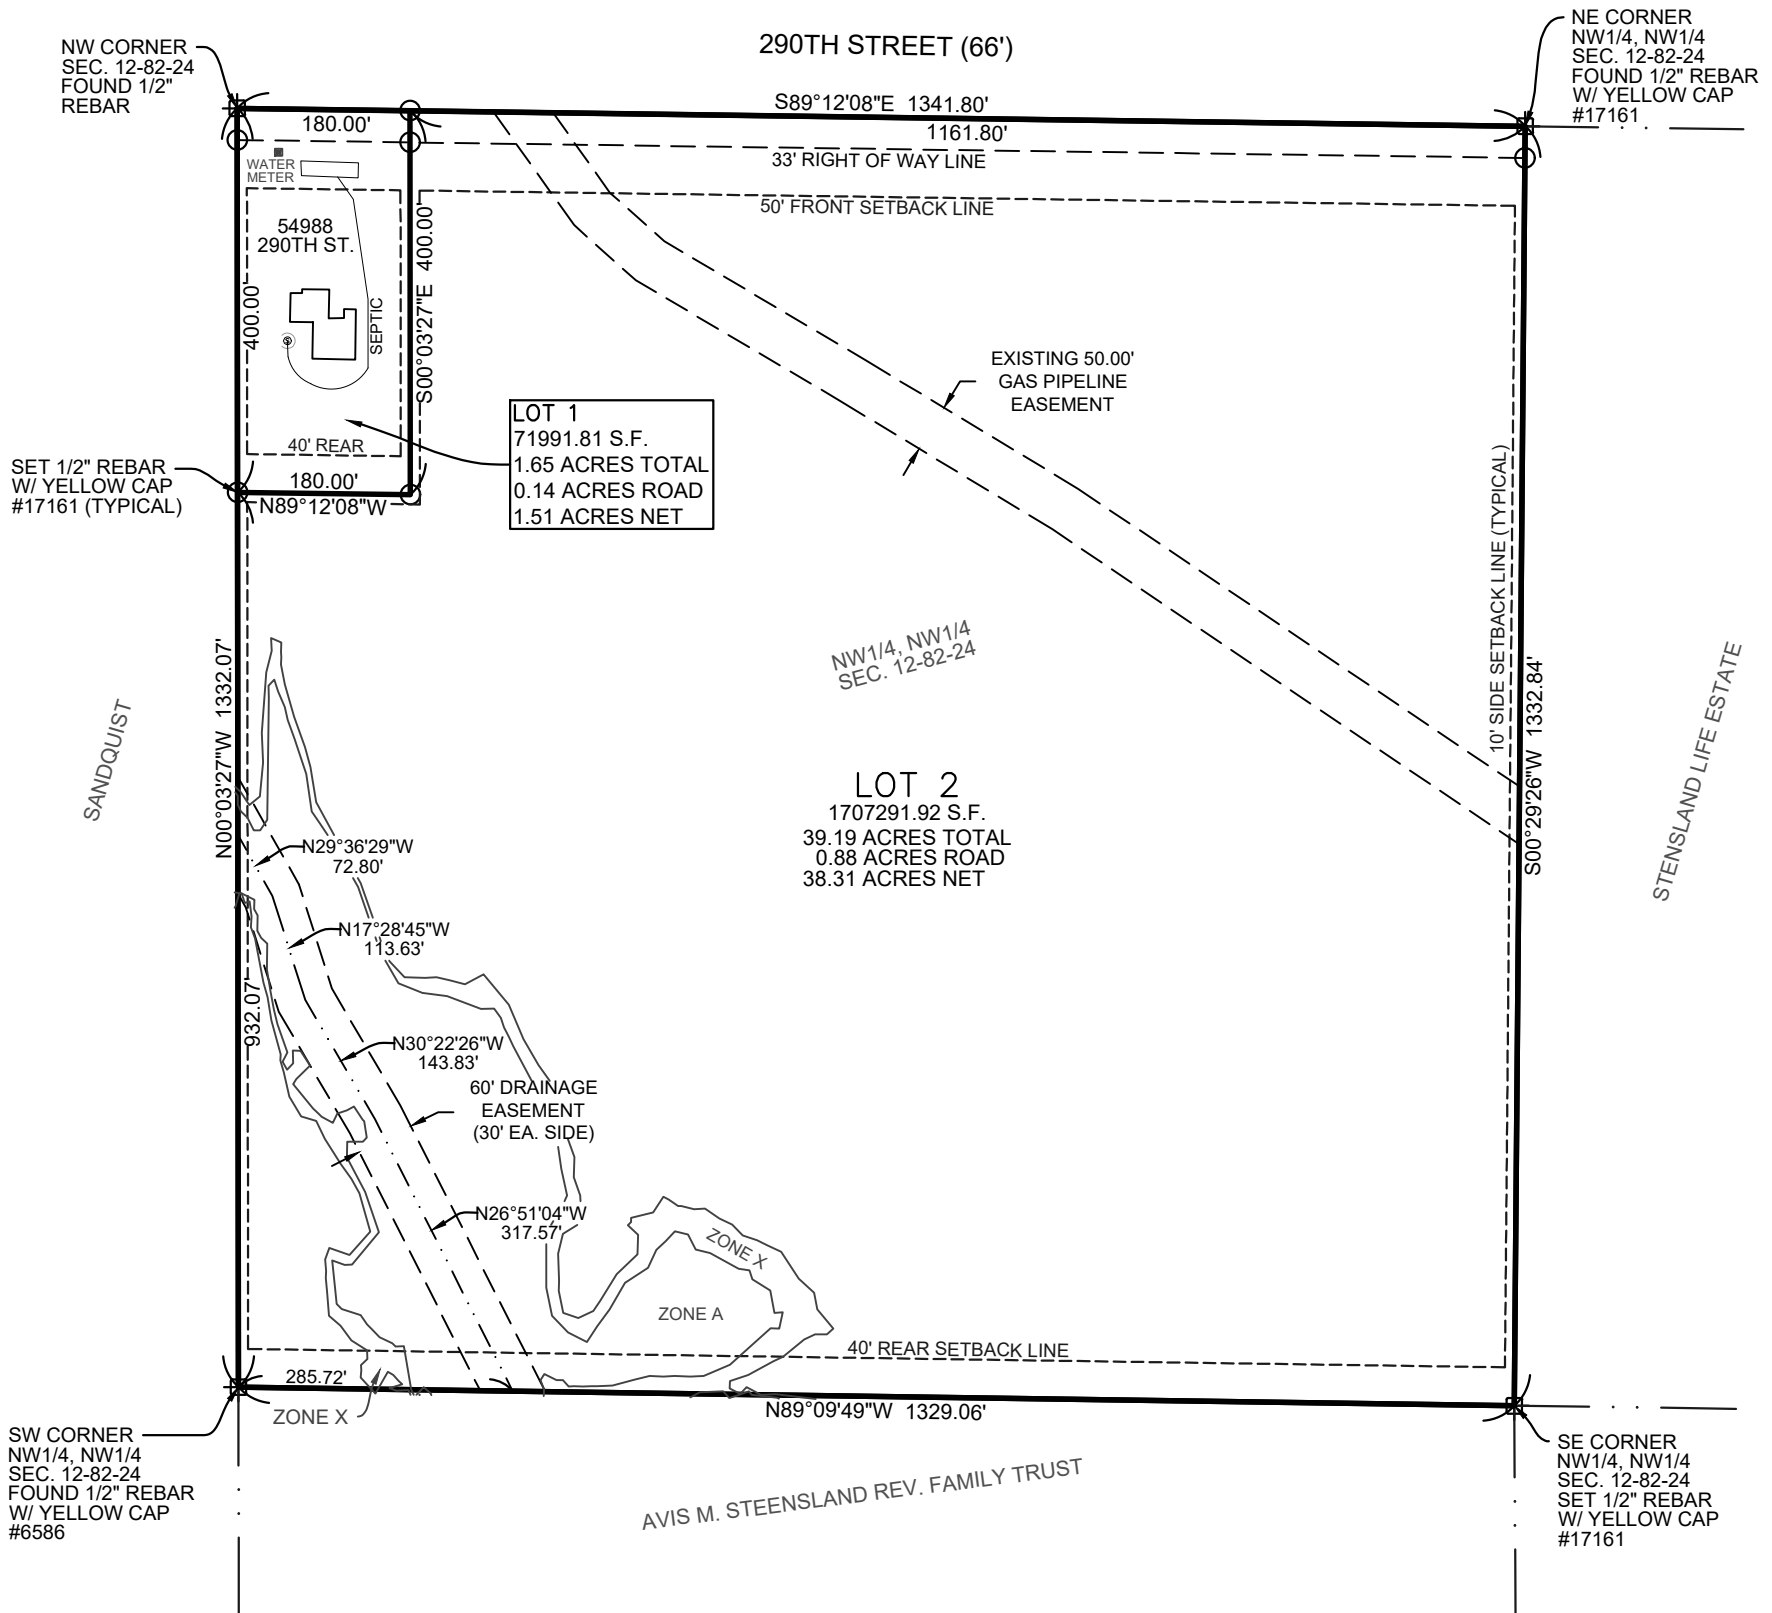 290TH STREET (66')
NW CORNER
SEC. 12-82-24
FOUND 1/2"
REBAR
NE CORNER
NW1/4, NW1/4
SEC. 12-82-24
FOUND 1/2" REBAR
W/ YELLOW CAP
#17161
S89°12'08"E 1341.80'
180.00'
1161.80'
33' RIGHT OF WAY LINE
WATER
METER
50' FRONT SETBACK LINE
54988
290TH ST.
400.00'
SEPTIC
S
S00°03'27"E 400.00'
EXISTING 50.00'
GAS PIPELINE
EASEMENT
LOT 1
71991.81 S.F.
1.65 ACRES TOTAL
0.14 ACRES ROAD
1.51 ACRES NET
40' REAR
SET 1/2" REBAR
W/ YELLOW CAP
#17161 (TYPICAL)
180.00'
N89°12'08"W
10' SIDE SETBACK LINE (TYPICAL)
NW1/4, NW1/4
SEC. 12-82-24
SANDQUIST
N00°03'27"W 1332.07'
S00°29'26"W 1332.84'
STENSLAND LIFE ESTATE
LOT 2
1707291.92 S.F.
39.19 ACRES TOTAL
0.88 ACRES ROAD
38.31 ACRES NET
N29°36'29"W
72.80'
N17°28'45"W
113.63'
932.07'
N30°22'26"W
143.83'
60' DRAINAGE
EASEMENT
(30' EA. SIDE)
N26°51'04"W
317.57'
ZONE X
ZONE A
40' REAR SETBACK LINE
285.72'
ZONE X
N89°09'49"W 1329.06'
SW CORNER
NW1/4, NW1/4
SEC. 12-82-24
FOUND 1/2" REBAR
W/ YELLOW CAP
#6586
SE CORNER
NW1/4, NW1/4
SEC. 12-82-24
SET 1/2" REBAR
W/ YELLOW CAP
#17161
AVIS M. STEENSLAND REV. FAMILY TRUST